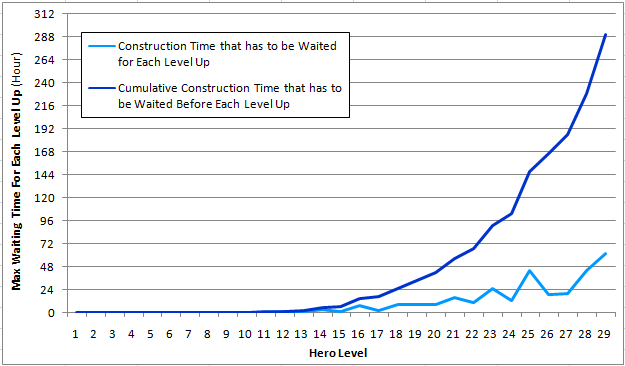 312
288
264
240
216
192
168
144
120
96
72
48
24
0
Max Waiting Time For Each Level Up (Hour)
Construction Time that has to be Waited
for Each Level Up
Cumulative Construction Time that has to
be Waited Before Each Level Up
1 2 3 4 5 6 7 8 9 10 11 12 13 14 15 16 17 18 19 20 21 22 23 24 25 26 27 28 29
Hero Level